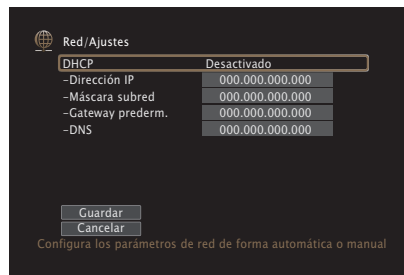 Red/Ajustes
DHCP Desactivado
–Dirección IP 000.000.000.000
–Máscara subred 000.000.000.000
–Gateway prederm. 000.000.000.000
–DNS 000.000.000.000
Guardar
Cancelar
Configura los parámetros de red de forma automática o manual